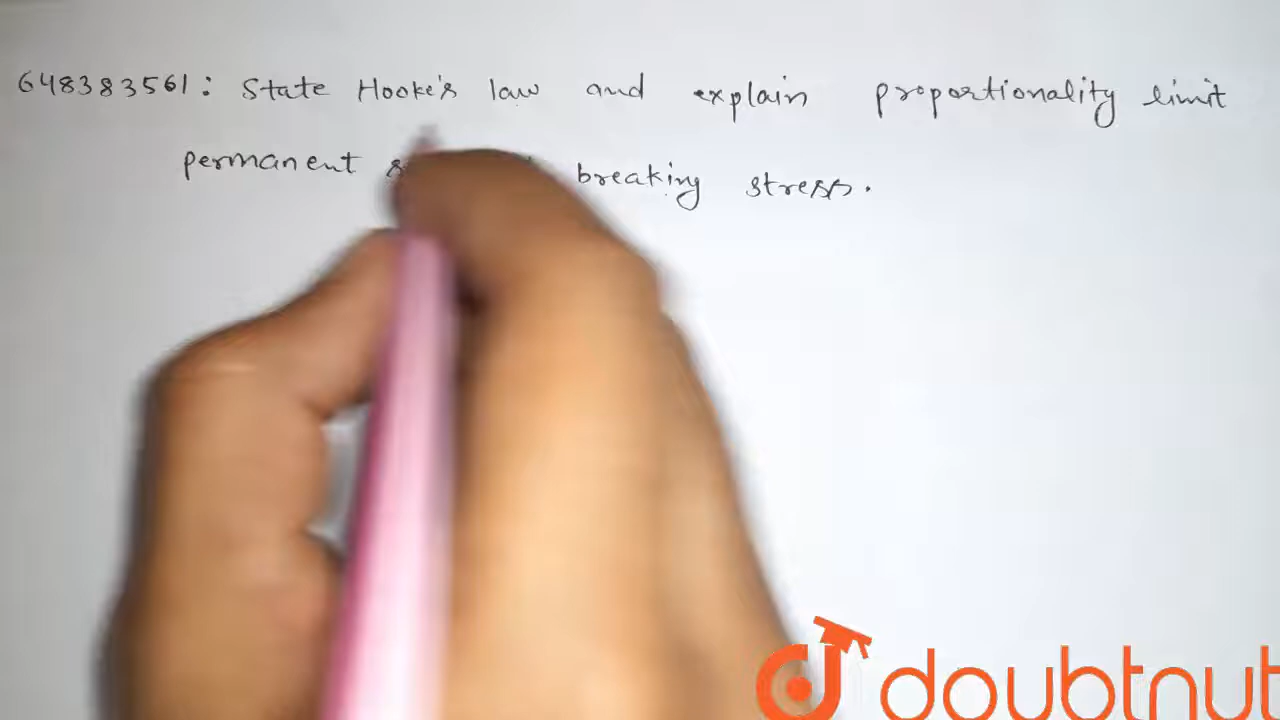 648383561: State Hooke's law and explain proportionality limit
permanent breaking stress.
doubtnut